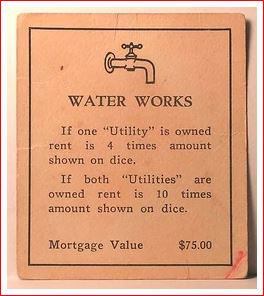 WATER WORKS
If one "Utility" is owned
rent is 4 times amount
shown on dice.
If both "Utilities" are
owned rent is 10 times
amount shown on dice.
Mortgage Value $75.00